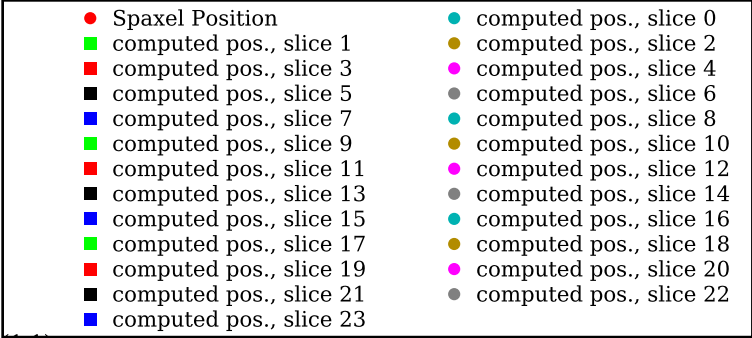 Spaxel Position
computed pos., slice 1
computed pos., slice 3
computed pos., slice 5
computed pos., slice 7
computed pos., slice 9
computed pos., slice 11
computed pos., slice 13
computed pos., slice 15
computed pos., slice 17
computed pos., slice 19
computed pos., slice 21
computed pos., slice 23
computed pos., slice 0
computed pos., slice 2
computed pos., slice 4
computed pos., slice 6
computed pos., slice 8
computed pos., slice 10
computed pos., slice 12
computed pos., slice 14
computed pos., slice 16
computed pos., slice 18
computed pos., slice 20
computed pos., slice 22